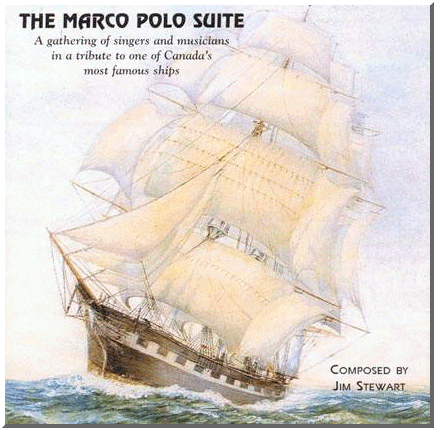 THE MARCO POLO SUITE
A gathering of singers and musicians
in a tribute to one of Canada's
most famous ships
COMPOSED BY
JIM STEWART